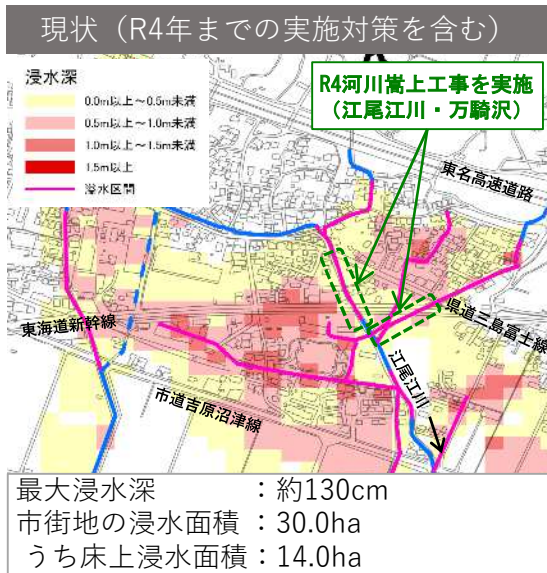 現状（R4年までの実施対策を含む）
浸水深
0.0m以上～0.5m未満
0.5m以上～1.0m未満
1.0m以上～1.5m未満
1.5m以上
溢水区間
R4河川嵩上工事を実施
（江尾江川・万騎沢）
東名高速道路
東海道新幹線
県道三島富士線
江尾江川
市道吉原沼津線
最大浸水深　　　：約130cm
市街地の浸水面積：30.0ha
うち床上浸水面積：14.0ha